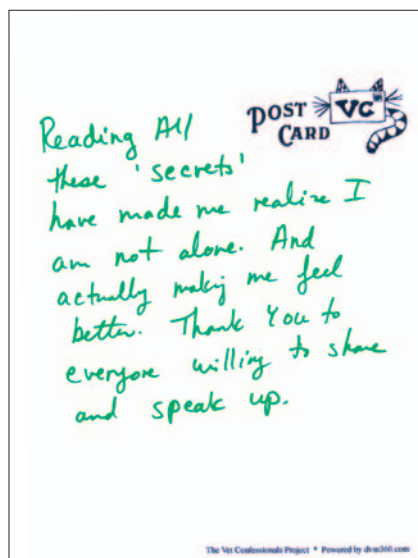 POST VC
CARD
Reading All
these 'secrets'
have made me realize I
am not alone. And
actually making me feel
better. Thank You to
everyone willing to share
and speak up.
The Vet Confessionals Project * Powered by dvm360.com